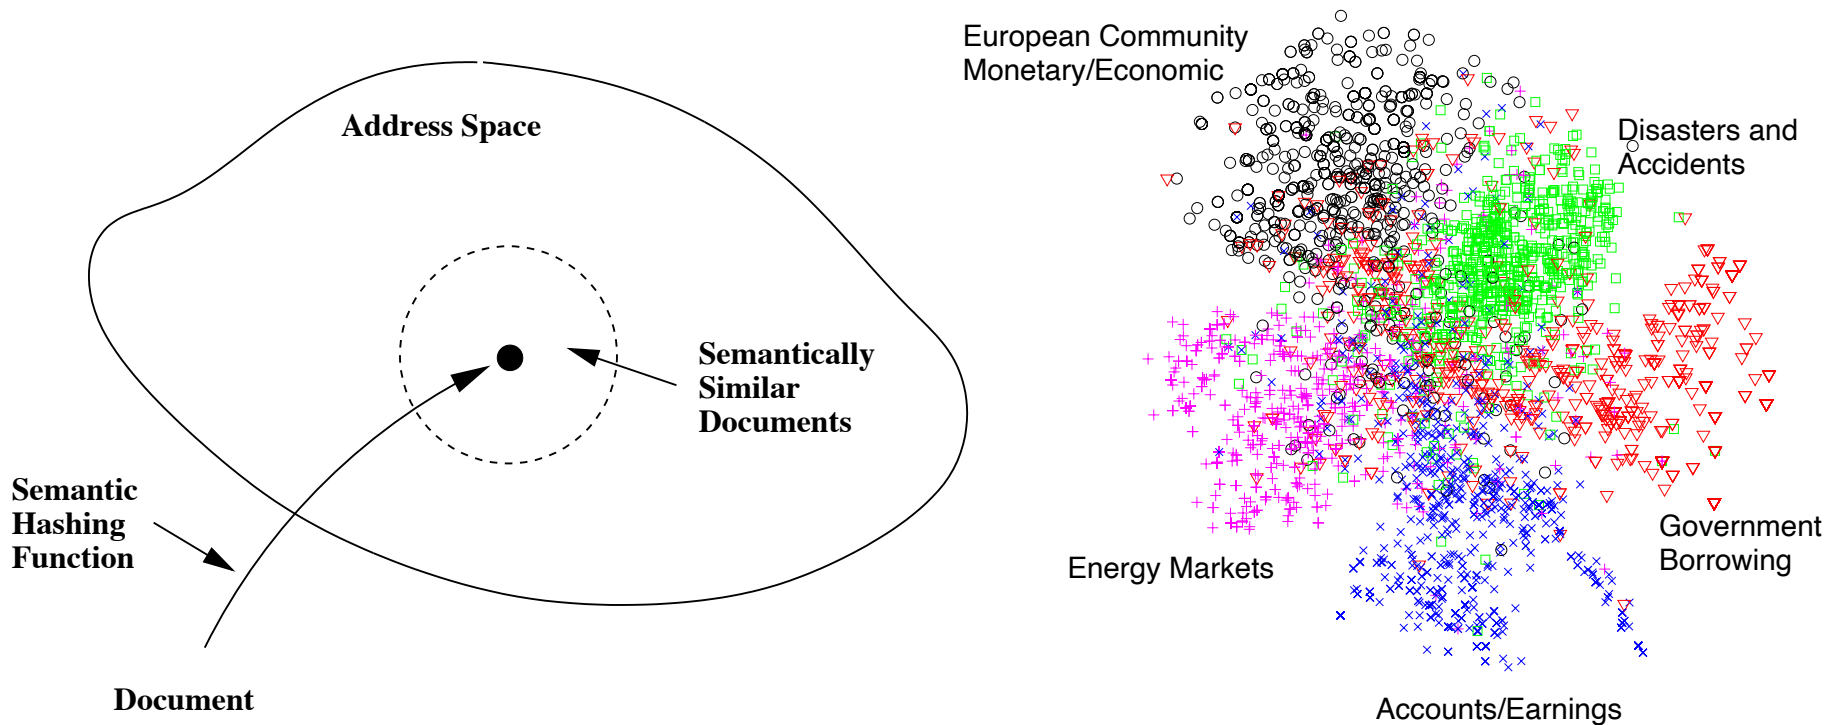 Address Space
Semantically
Similar
Documents
Semantic
Hashing
Function
Document
European Community
Monetary/Economic
Disasters and
Accidents
Energy Markets
Government
Borrowing
Accounts/Earnings